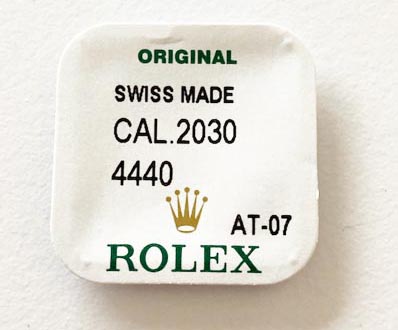 ORIGINAL
SWISS MADE
CAL.2030
4440
AT-07
ROLEX